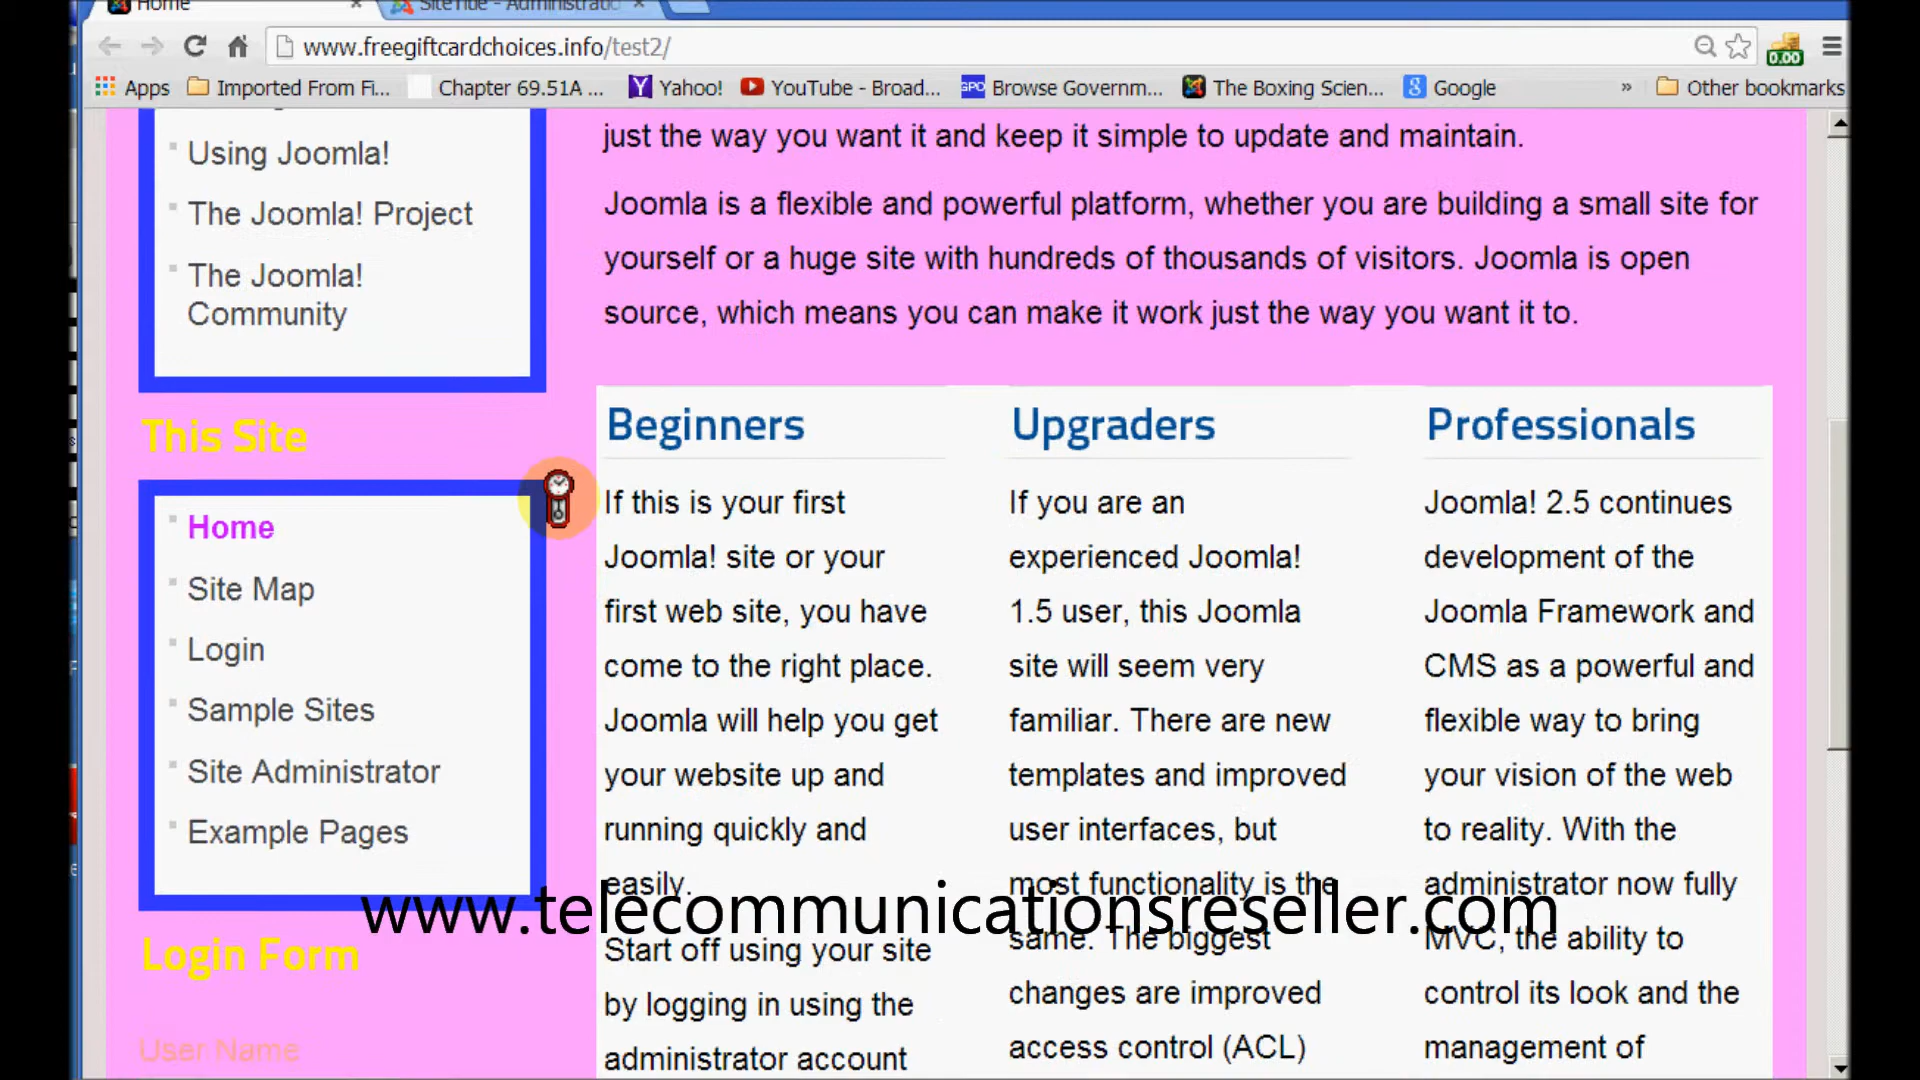 Home
SiteTitle - Administratio
www.freegiftcardchoices.info/test2/
0.00
Apps
Imported From Fi...
Chapter 69.51A ...
Yahoo!
YouTube - Broad...
GPO
Browse Governm...
The Boxing Scien...
Google
»
Other bookmarks
Using Joomla!
The Joomla! Project
The Joomla!
Community
This Site
Home
Site Map
Login
Sample Sites
Site Administrator
Example Pages
Login Form
User Name
just the way you want it and keep it simple to update and maintain.
Joomla is a flexible and powerful platform, whether you are building a small site for
yourself or a huge site with hundreds of thousands of visitors. Joomla is open
source, which means you can make it work just the way you want it to.
Beginners
If this is your first
Joomla! site or your
first web site, you have
come to the right place.
Joomla will help you get
your website up and
running quickly and
easily.
Start off using your site
by logging in using the
administrator account
Upgraders
If you are an
experienced Joomla!
1.5 user, this Joomla
site will seem very
familiar. There are new
templates and improved
user interfaces, but
most functionality is the
same. The biggest
changes are improved
access control (ACL)
Professionals
Joomla! 2.5 continues
development of the
Joomla Framework and
CMS as a powerful and
flexible way to bring
your vision of the web
to reality. With the
administrator now fully
MVC, the ability to
control its look and the
management of
www.telecommunicationsreseller.com